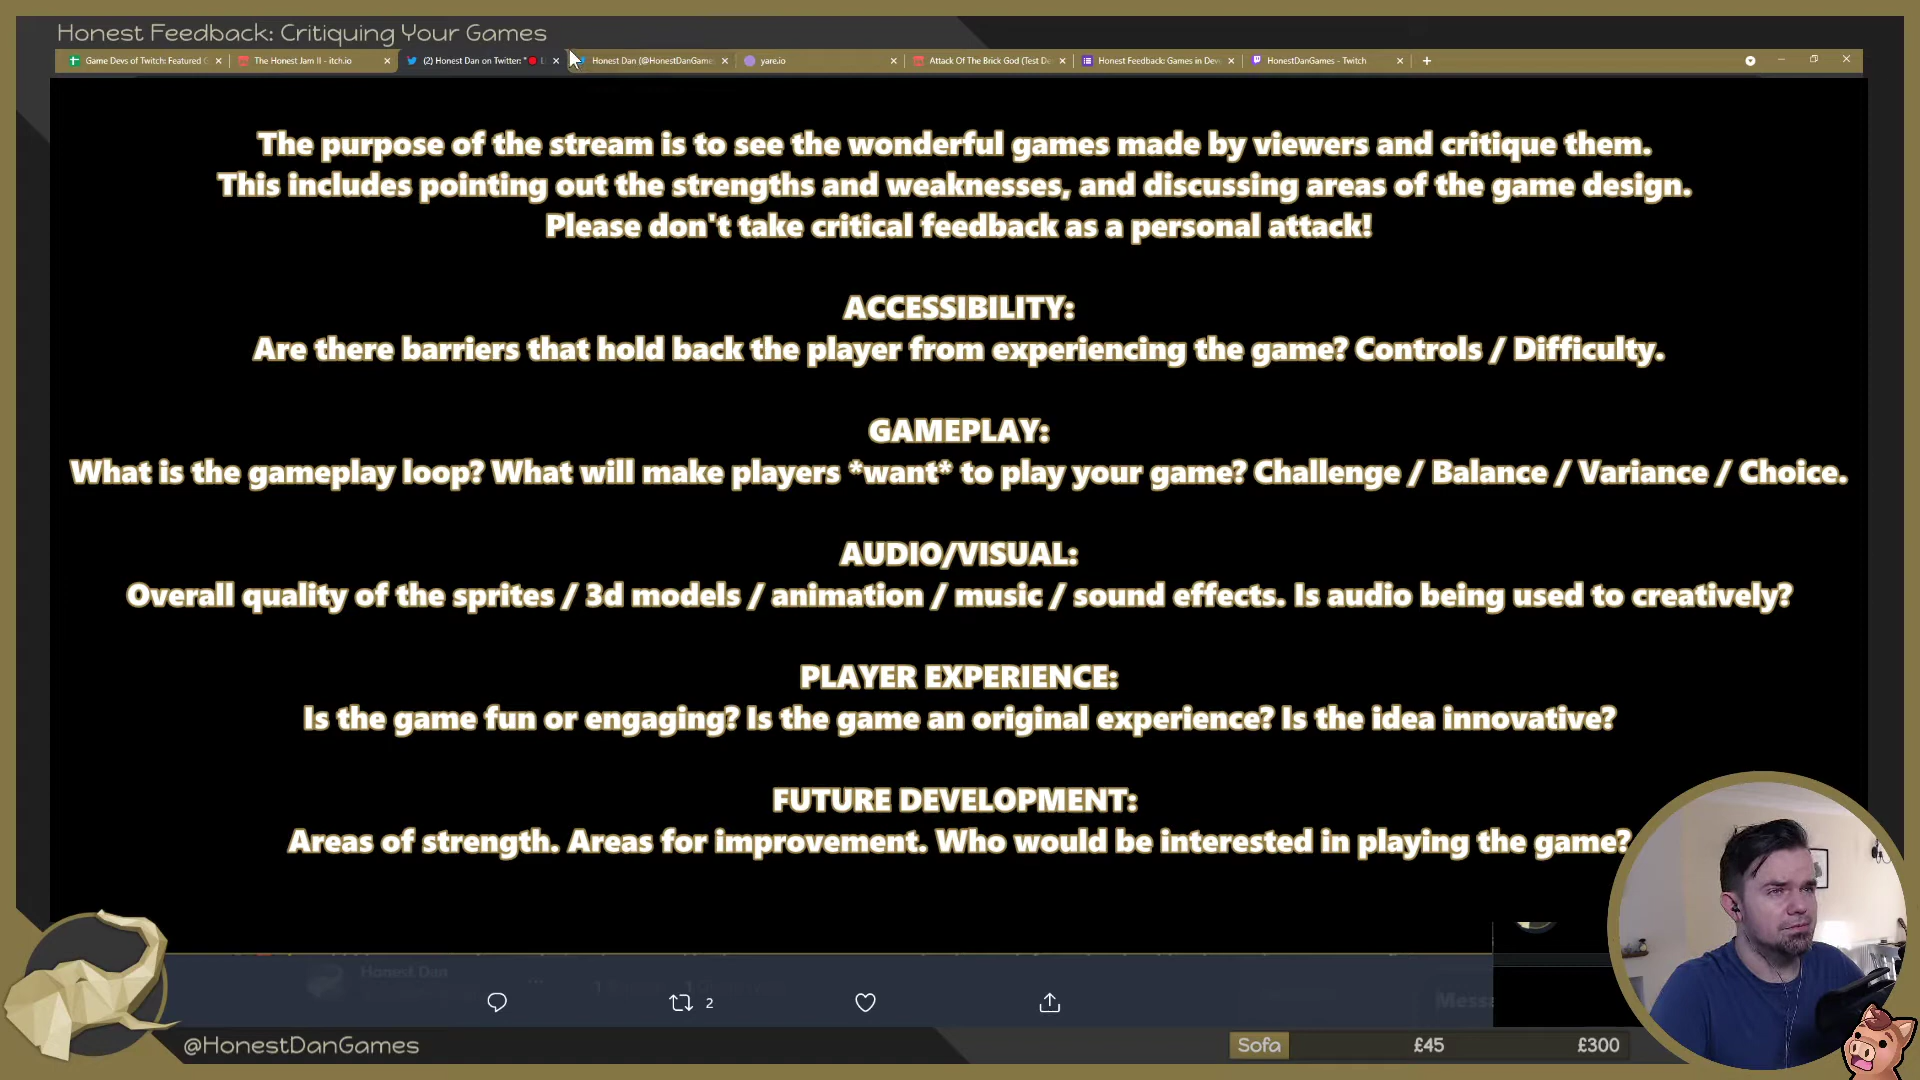 Honest Feedback: Critiquing Your Games
Game Devs of Twitch: Featured G
The Honest Jam II - itch.io
(2) Honest Dan on Twitter: "🔴 L
Honest Dan (@HonestDanGame
yare.io
Attack Of The Brick God (Test De
Honest Feedback: Games in Deve
HonestDanGames - Twitch
The purpose of the stream is to see the wonderful games made by viewers and critique them.
This includes pointing out the strengths and weaknesses, and discussing areas of the game design.
Please don't take critical feedback as a personal attack!
ACCESSIBILITY:
Are there barriers that hold back the player from experiencing the game? Controls / Difficulty.
GAMEPLAY:
What is the gameplay loop? What will make players *want* to play your game? Challenge / Balance / Variance / Choice.
AUDIO/VISUAL:
Overall quality of the sprites / 3d models / animation / music / sound effects. Is audio being used to creatively?
PLAYER EXPERIENCE:
Is the game fun or engaging? Is the game an original experience? Is the idea innovative?
FUTURE DEVELOPMENT:
Areas of strength. Areas for improvement. Who would be interested in playing the game?
Honest Dan
2
Mess
@HonestDanGames
Sofa £45 £300